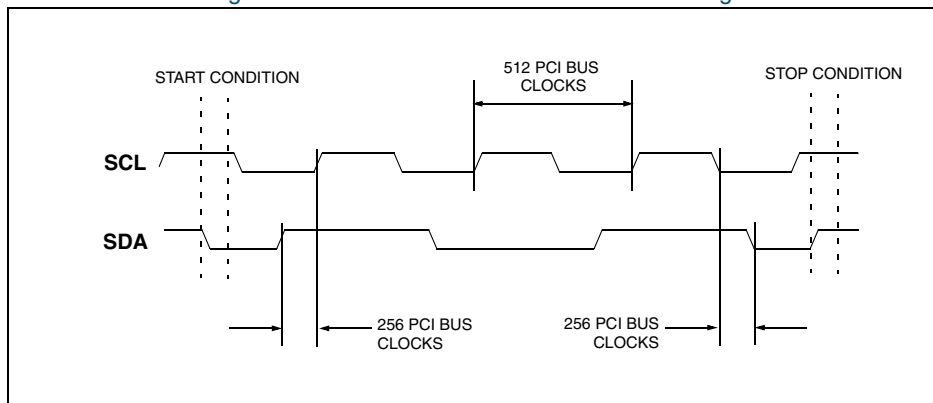 START CONDITION
512 PCI BUS
CLOCKS
STOP CONDITION
SCL
SDA
256 PCI BUS
CLOCKS
256 PCI BUS
CLOCKS